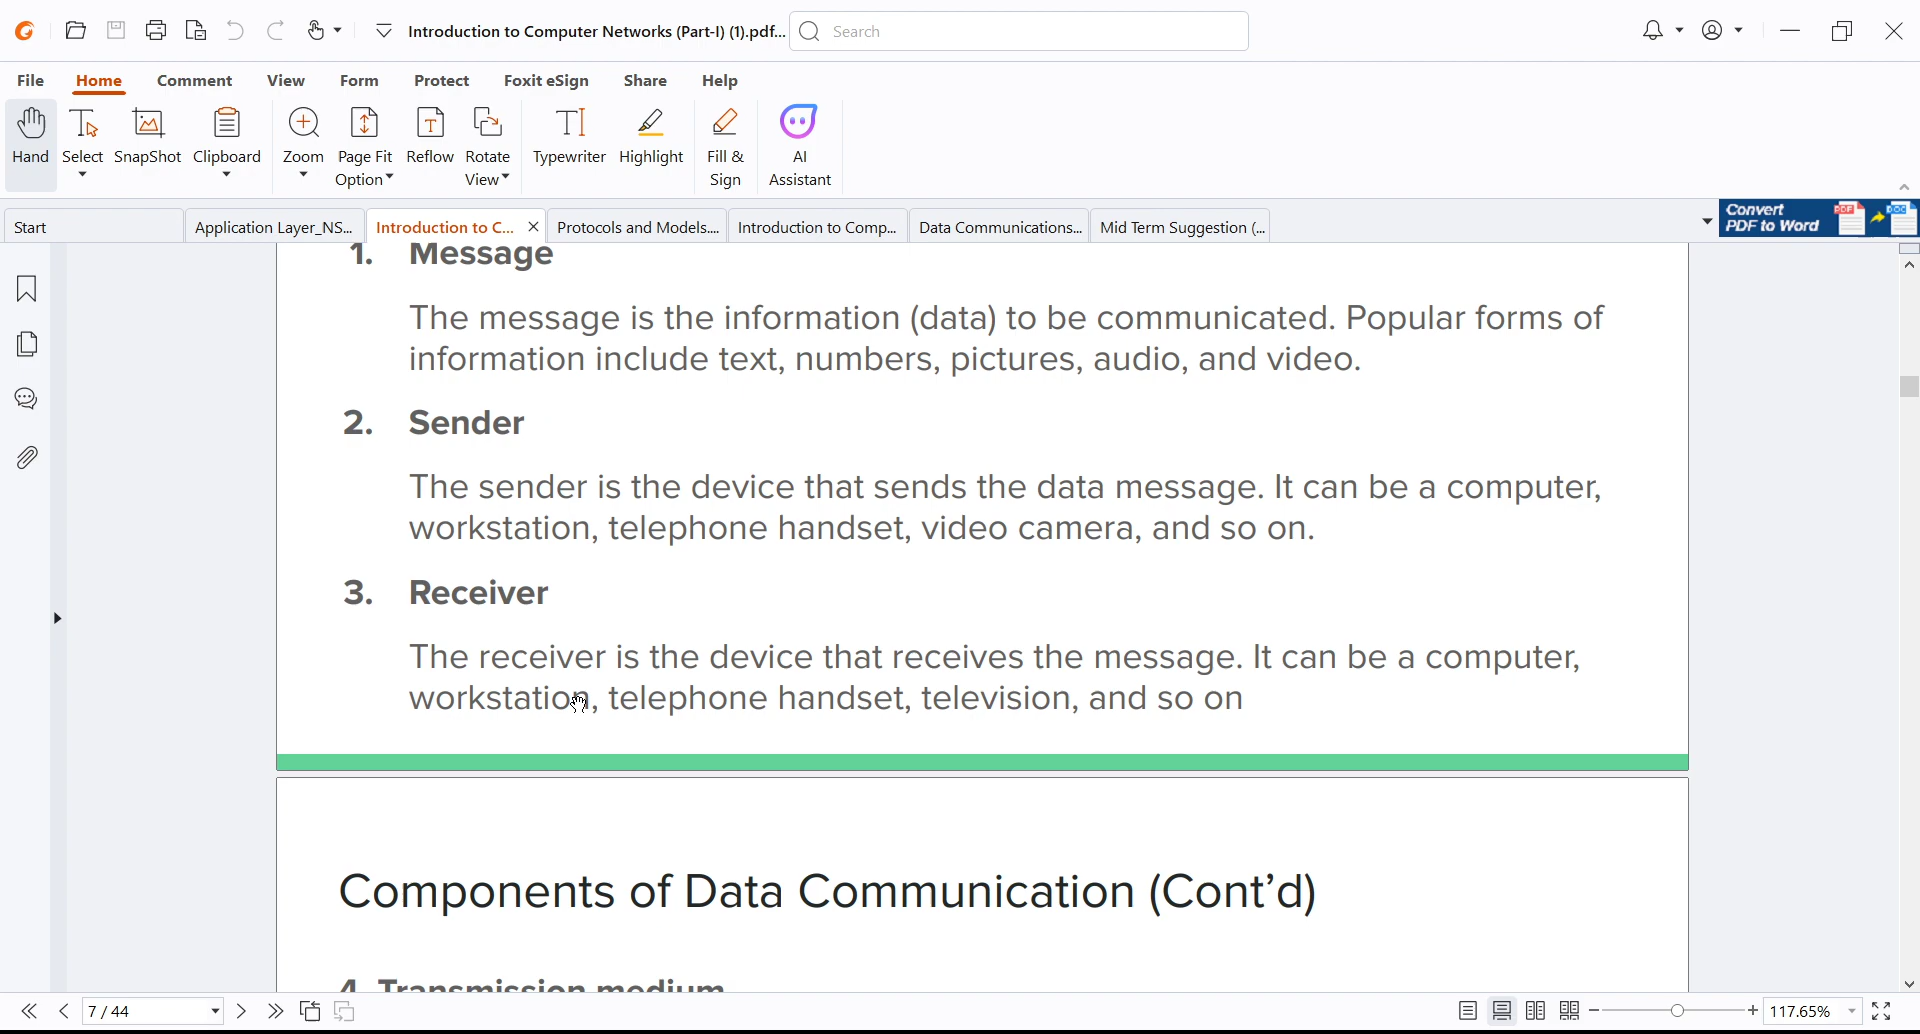 Introduction to Computer Networks (Part-I) (1).pdf...
Search
File Home Comment View Form Protect Foxit eSign Share Help
Hand
Select
SnapShot
Clipboard
Zoom
Page Fit
Option
Reflow
Rotate
View
Typewriter
Highlight
Fill &
Sign
AI
Assistant
Start
Application Layer_NS...
Introduction to C...
Protocols and Models....
Introduction to Comp...
Data Communications...
Mid Term Suggestion (...
Convert
PDF to Word
PDF
DOC
1. Message
The message is the information (data) to be communicated. Popular forms of
information include text, numbers, pictures, audio, and video.
2. Sender
The sender is the device that sends the data message. It can be a computer,
workstation, telephone handset, video camera, and so on.
3. Receiver
The receiver is the device that receives the message. It can be a computer,
workstation, telephone handset, television, and so on
Components of Data Communication (Cont’d)
4. Transmission medium
7 / 44
117.65%